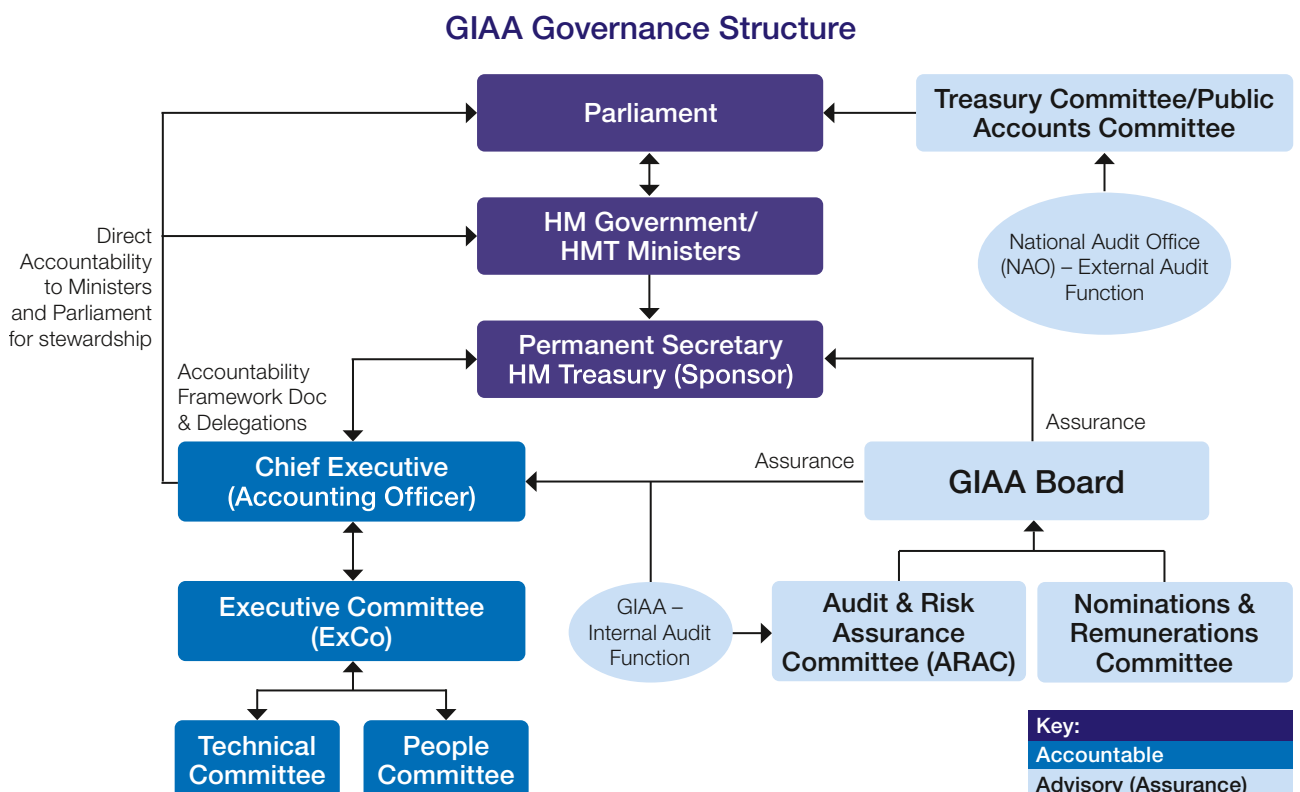 GIAA Governance Structure
Parliament
Treasury Committee/Public
Accounts Committee
HM Government/
HMT Ministers
National Audit Office
(NAO) – External Audit
Function
Direct
Accountability
to Ministers
and Parliament
for stewardship
Permanent Secretary
HM Treasury (Sponsor)
Accountability
Framework Doc
& Delegations
Assurance
Chief Executive
(Accounting Officer)
Assurance
GIAA Board
Executive Committee
(ExCo)
GIAA –
Internal Audit
Function
Audit & Risk
Assurance
Committee (ARAC)
Nominations &
Remunerations
Committee
Technical
Committee
People
Committee
Key:
Accountable
Advisory (Assurance)